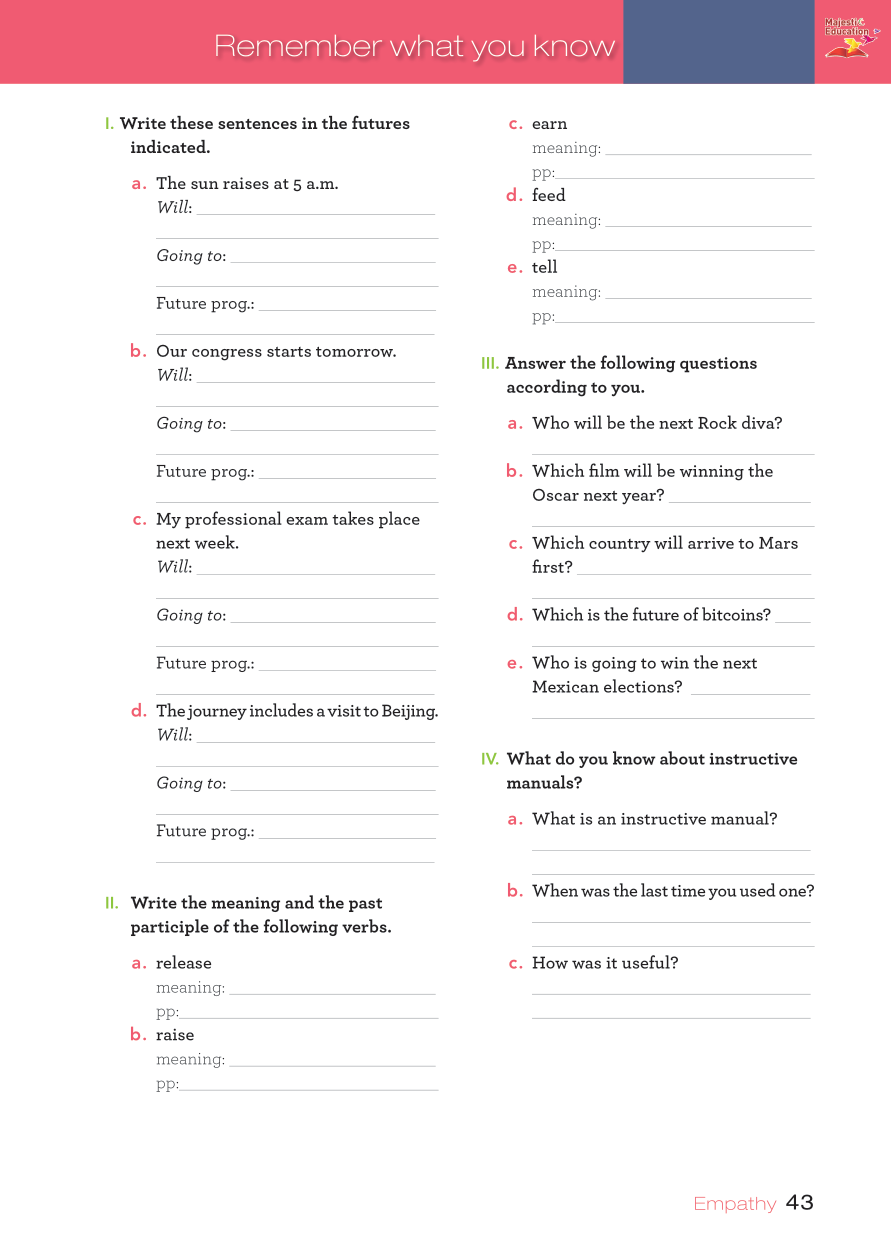 Remember what you know
Majestic
Education
I. Write these sentences in the futures
indicated.
a. The sun raises at 5 a.m.
Will:
Going to:
Future prog.:
b. Our congress starts tomorrow.
Will:
Going to:
Future prog.:
c. My professional exam takes place
next week.
Will:
Going to:
Future prog.:
d. The journey includes a visit to Beijing.
Will:
Going to:
Future prog.:
II. Write the meaning and the past
participle of the following verbs.
a. release
meaning:
pp:
b. raise
meaning:
pp:
c. earn
meaning:
pp:
d. feed
meaning:
pp:
e. tell
meaning:
pp:
III. Answer the following questions
according to you.
a. Who will be the next Rock diva?
b. Which film will be winning the
Oscar next year?
c. Which country will arrive to Mars
first?
d. Which is the future of bitcoins?
e. Who is going to win the next
Mexican elections?
IV. What do you know about instructive
manuals?
a. What is an instructive manual?
b. When was the last time you used one?
c. How was it useful?
Empathy 43